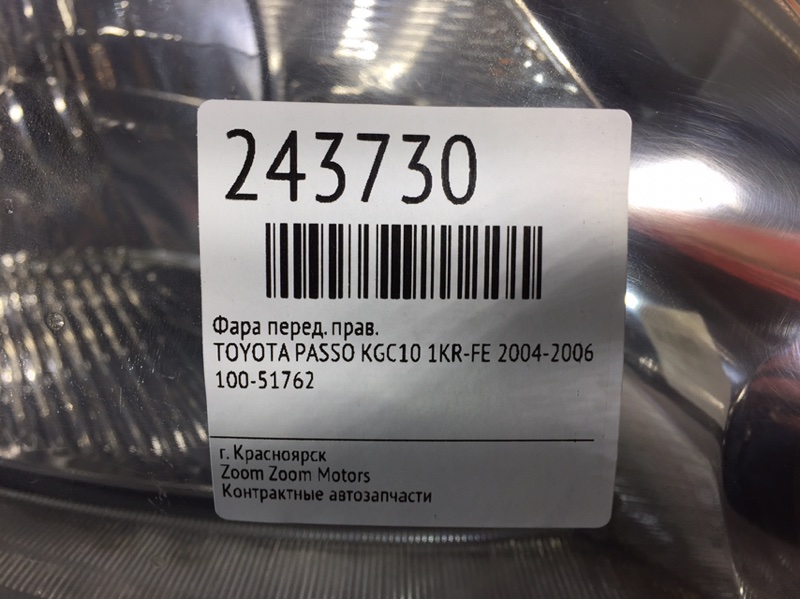 243730
Фара перед. прав.
TOYOTA PASSO KGC10 1KR-FE 2004-2006
100-51762
г. Красноярск
Zoom Zoom Motors
Контрактные автозапчасти